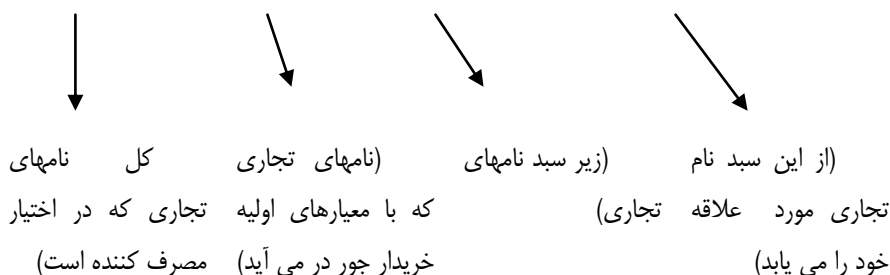 (از این سبد نام (زیر سبد نامهای (نامهای تجاری کل نامهای
تجاری مورد علاقه تجاری) که با معیارهای اولیه تجاری که در اختیار
خود را می یابد) خریدار جور در می آید) مصرف کننده است)